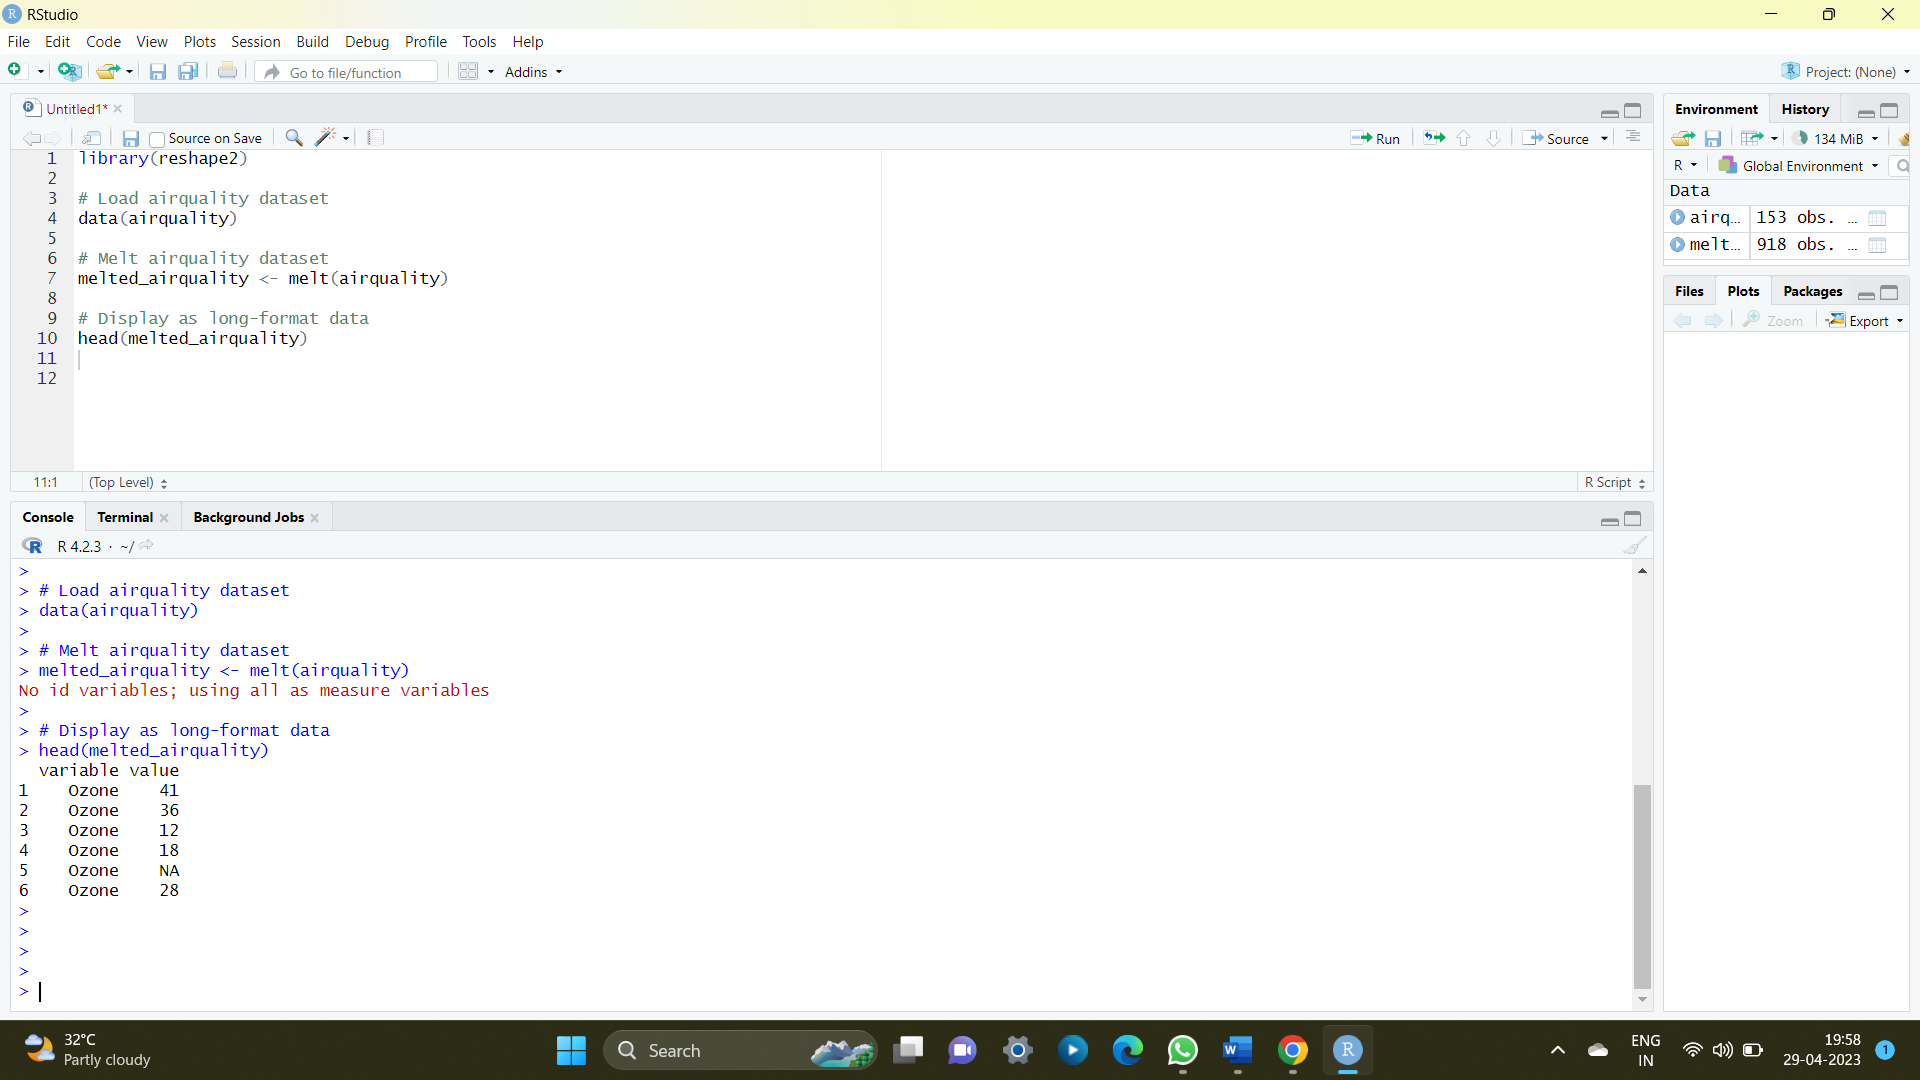 RStudio
File Edit Code View Plots Session Build Debug Profile Tools Help
Go to file/function Addins Project: (None)
Untitled1*
Source on Save Run Source
1 library(reshape2)
2
3 # Load airquality dataset
4 data(airquality)
5
6 # Melt airquality dataset
7 melted_airquality <- melt(airquality)
8
9 # Display as long-format data
10 head(melted_airquality)
11
12
11:1 (Top Level) R Script
Console Terminal Background Jobs
R 4.2.3 · ~/
>
> # Load airquality dataset
> data(airquality)
>
> # Melt airquality dataset
> melted_airquality <- melt(airquality)
No id variables; using all as measure variables
>
> # Display as long-format data
> head(melted_airquality)
variable value
1 Ozone 41
2 Ozone 36
3 Ozone 12
4 Ozone 18
5 Ozone NA
6 Ozone 28
>
>
>
>
>
Environment History
134 MiB
R Global Environment
Data
airq… 153 obs. …
melt… 918 obs. …
Files Plots Packages
Zoom Export
32°C
Partly cloudy
Search
ENG
IN
19:58
29-04-2023
1